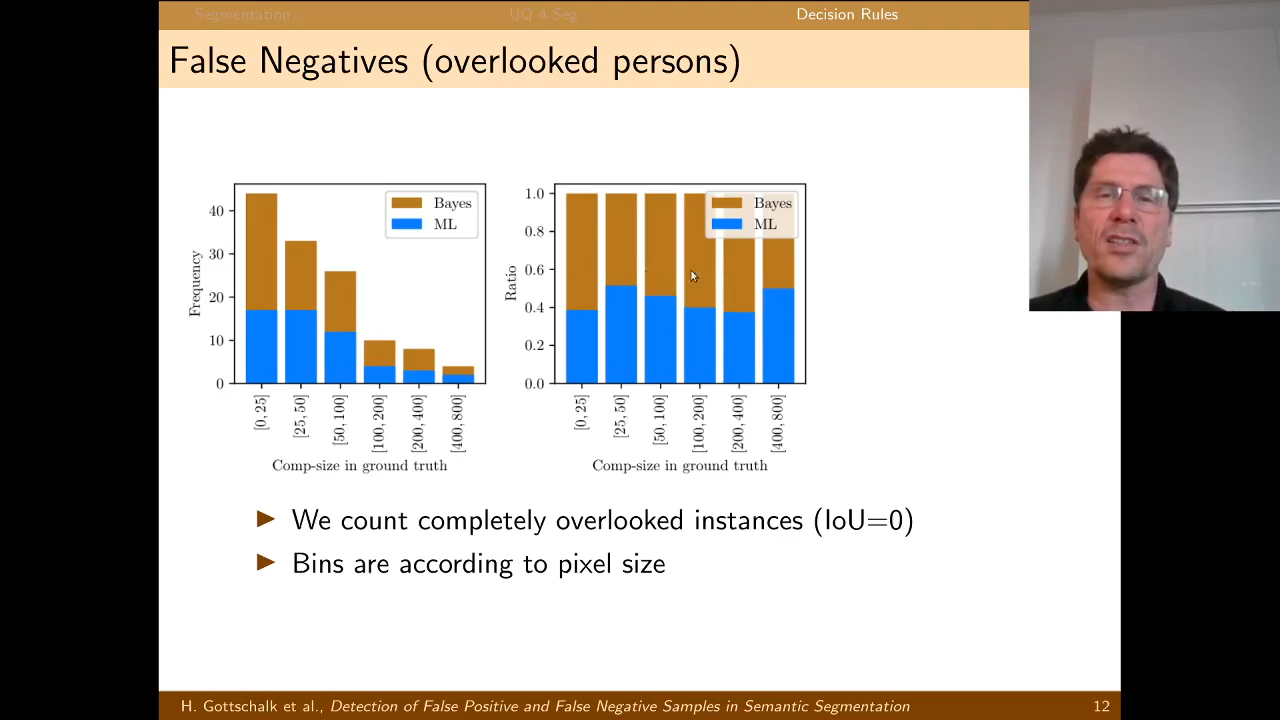 Segmentation UQ 4 Seg Decision Rules
False Negatives (overlooked persons)
Bayes
ML
40
30
20
10
0
Frequency
[0, 25]
[25, 50]
[50, 100]
[100, 200]
[200, 400]
[400, 800]
Comp-size in ground truth
Bayes
ML
1.0
0.8
0.6
0.4
0.2
0.0
Ratio
[0, 25]
[25, 50]
[50, 100]
[100, 200]
[200, 400]
[400, 800]
Comp-size in ground truth
We count completely overlooked instances (IoU=0)
Bins are according to pixel size
H. Gottschalk et al., Detection of False Positive and False Negative Samples in Semantic Segmentation 12